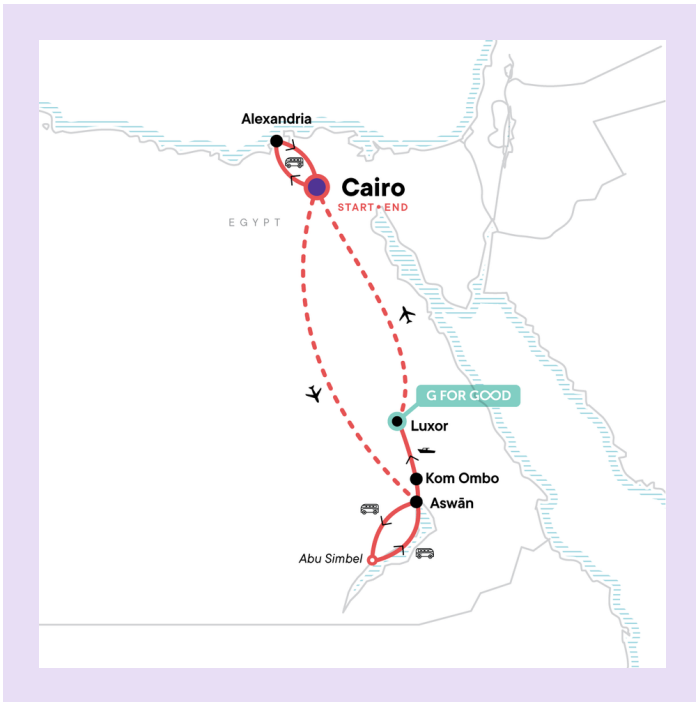 Alexandria
Cairo
START•END
EGYPT
G FOR GOOD
Luxor
Kom Ombo
Aswān
Abu Simbel